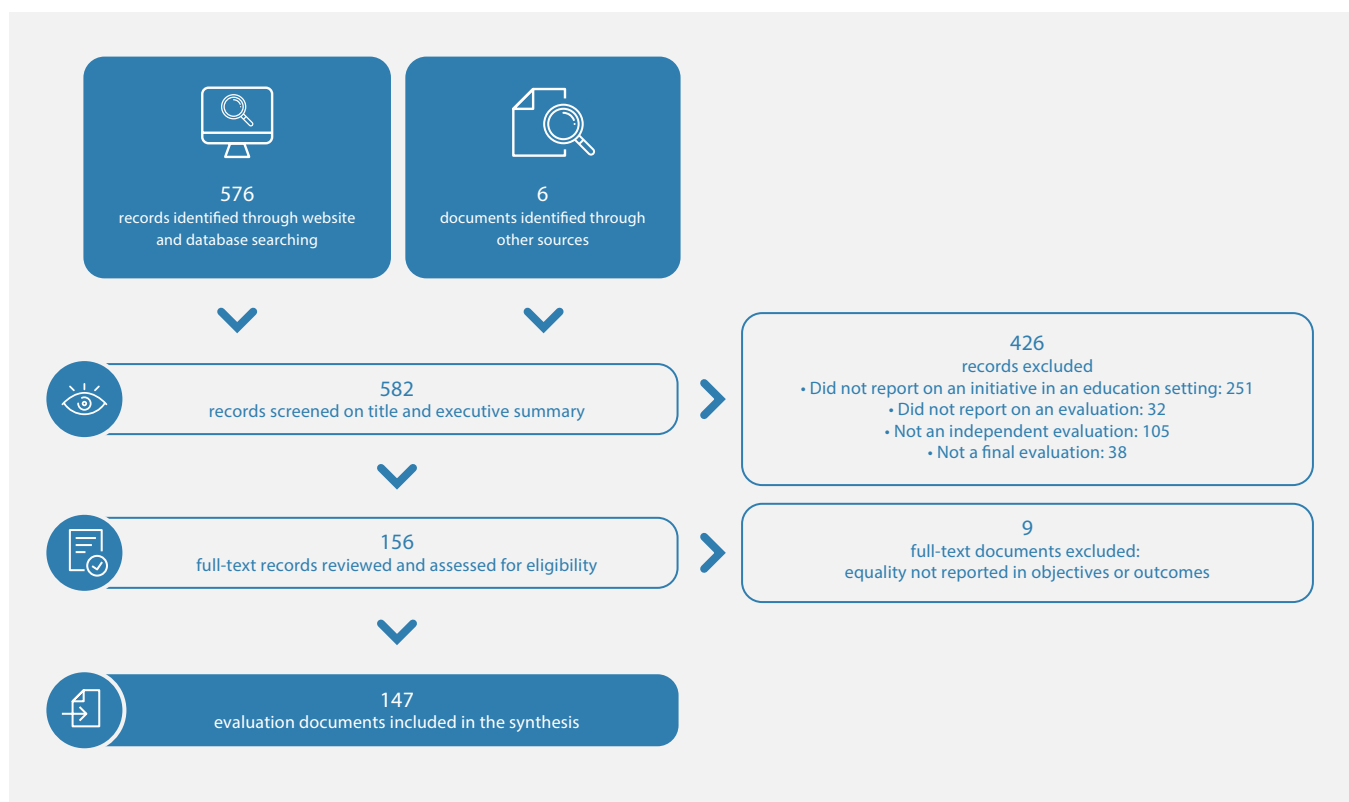 576
records identified through website
and database searching
6
documents identified through
other sources
582
records screened on title and executive summary
426
records excluded
• Did not report on an initiative in an education setting: 251
• Did not report on an evaluation: 32
• Not an independent evaluation: 105
• Not a final evaluation: 38
156
full-text records reviewed and assessed for eligibility
9
full-text documents excluded:
equality not reported in objectives or outcomes
147
evaluation documents included in the synthesis